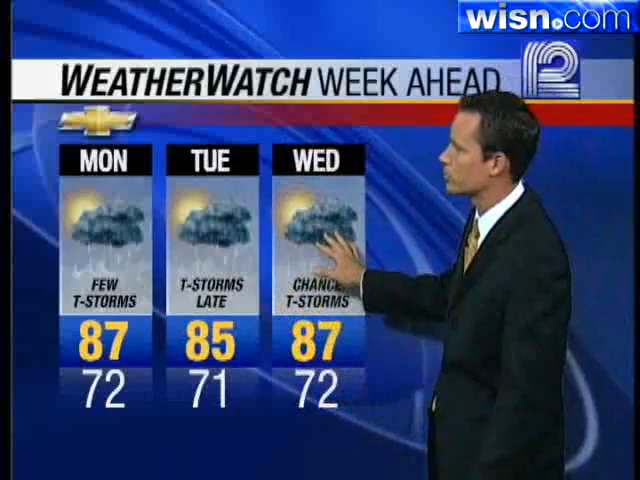 wisn.com
WEATHERWATCH WEEK AHEAD 12
MON TUE WED
FEW T-STORMS CHANCE
T-STORMS LATE T-STORMS
87 85 87
72 71 72